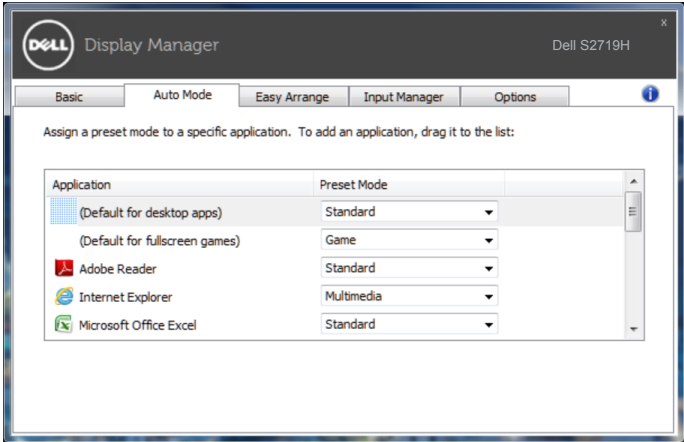 DELL Display Manager Dell S2719H x
Basic Auto Mode Easy Arrange Input Manager Options i
Assign a preset mode to a specific application. To add an application, drag it to the list:
Application Preset Mode
(Default for desktop apps) Standard
(Default for fullscreen games) Game
Adobe Reader Standard
Internet Explorer Multimedia
Microsoft Office Excel Standard